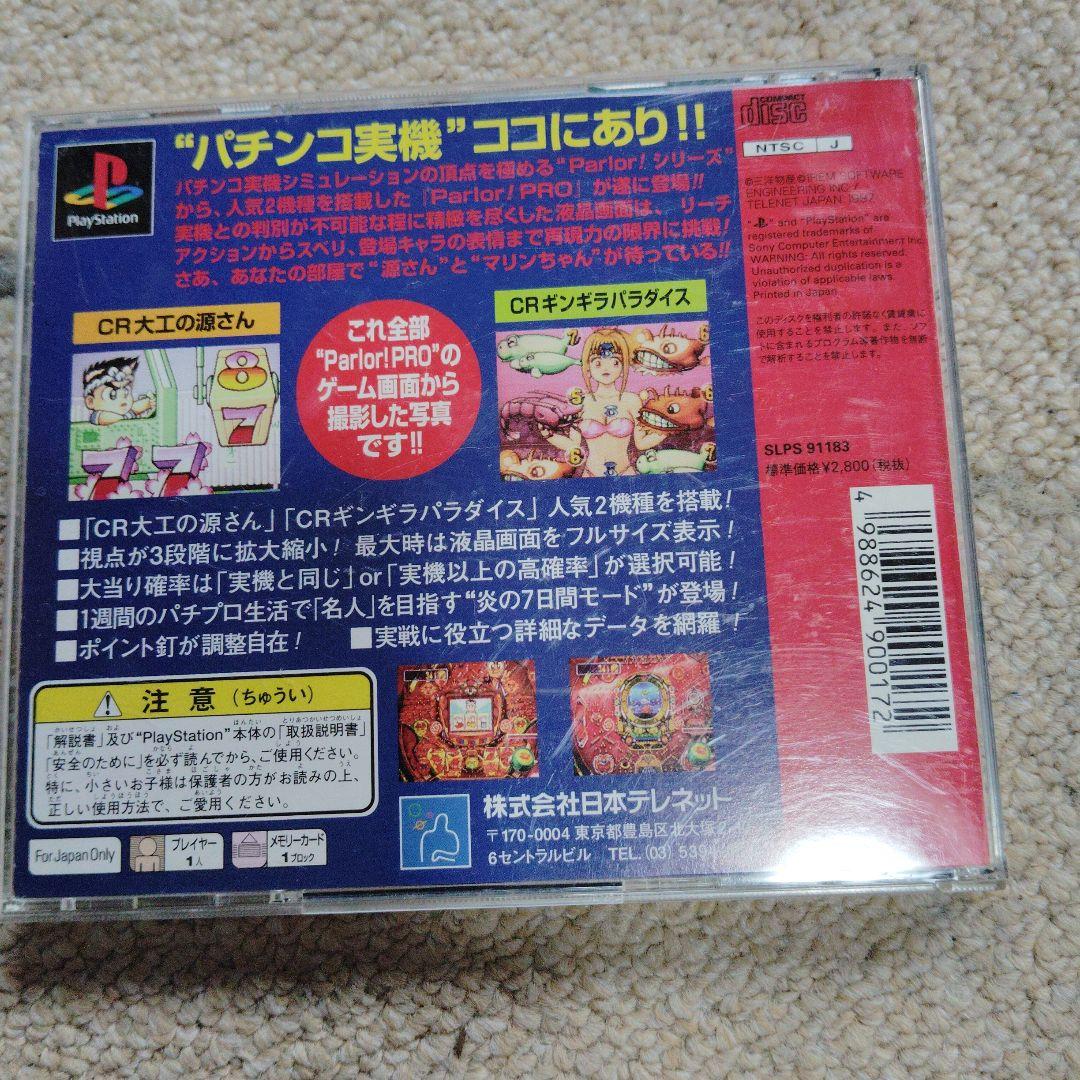 “パチンコ実機”ココにあり!!
パチンコ実機シミュレーションの頂点を極める“Parlor!シリーズ”
から、人気2機種を搭載した『Parlor! PRO』が遂に登場!!
実機との判別が不可能な程に精緻を尽くした液晶画面は、リーチ
アクションからスベリ、登場キャラの表情まで再現力の限界に挑戦!
さあ、あなたの部屋で“源さん”と“マリンちゃん”が待っている!!
PlayStation
CR大工の源さん
これ全部
“Parlor! PRO”の
ゲーム画面から
撮影した写真
です!!
CRギンギラパラダイス
■「CR大工の源さん」「CRギンギラパラダイス」人気2機種を搭載!
■視点が3段階に拡大縮小! 最大時は液晶画面をフルサイズ表示!
■大当り確率は「実機と同じ」or「実機以上の高確率」が選択可能!
■1週間のパチプロ生活で「名人」を目指す“炎の7日間モード”が登場!
■ポイント釘が調整自在! ■実戦に役立つ詳細なデータを網羅!
注意(ちゅうい)
「解説書」及び“PlayStation”本体の「取扱説明書」
「安全のために」を必ず読んでから、ご使用ください。
特に、小さいお子様は保護者の方がお読みの上、
正しい使用方法で、ご愛用ください。
For Japan Only
プレイヤー
1人
メモリーカード
1ブロック
株式会社日本テレネット
〒170-0004 東京都豊島区北大塚
6セントラルビル TEL.(03)
COMPACT
disc
NTSC J
©三洋物産©IREM SOFTWARE
ENGINEERING INC
TELENET JAPAN 1997
" " and "PlayStation" are
registered trademarks of
Sony Computer Entertainment Inc.
WARNING: All rights reserved.
Unauthorized duplication is a
violation of applicable laws.
Printed in Japan
このディスクを権利者の許諾なく賃貸業に
使用することを禁止します。また、ソフ
トに含まれるプログラム等著作物を無断
で解析することを禁止します。
SLPS 91183
標準価格¥2,800(税抜)
4 988624 900172